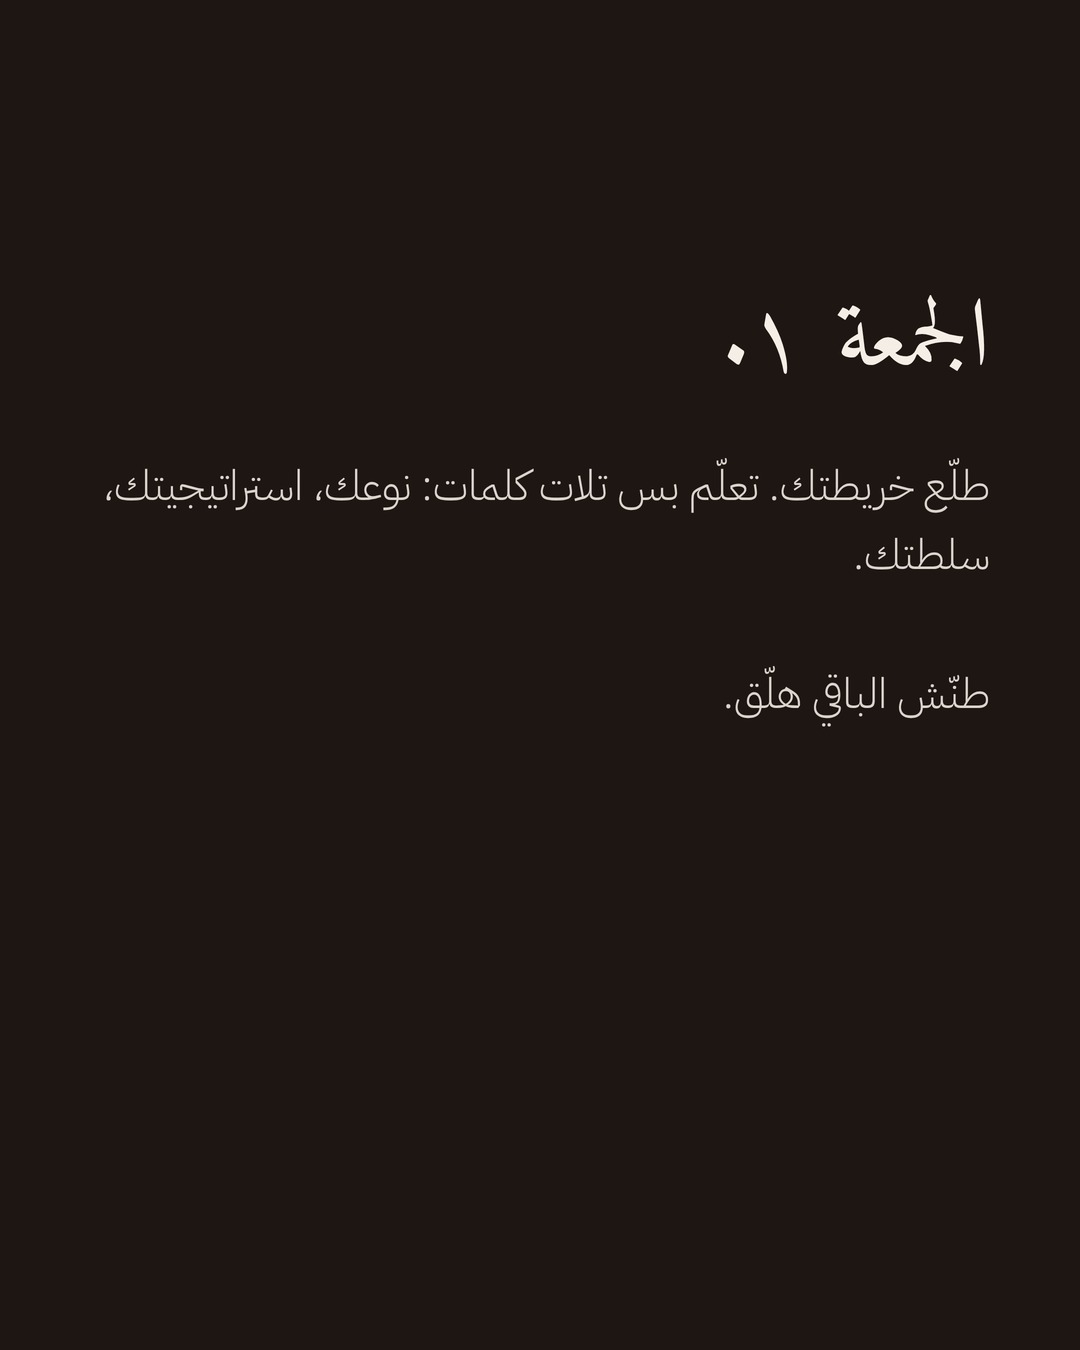 الجمعة ٠١
طلّع خريطتك. تعلّم بس تلات كلمات: نوعك، استراتيجيتك،
سلطتك.
طنّش الباقي هلّق.